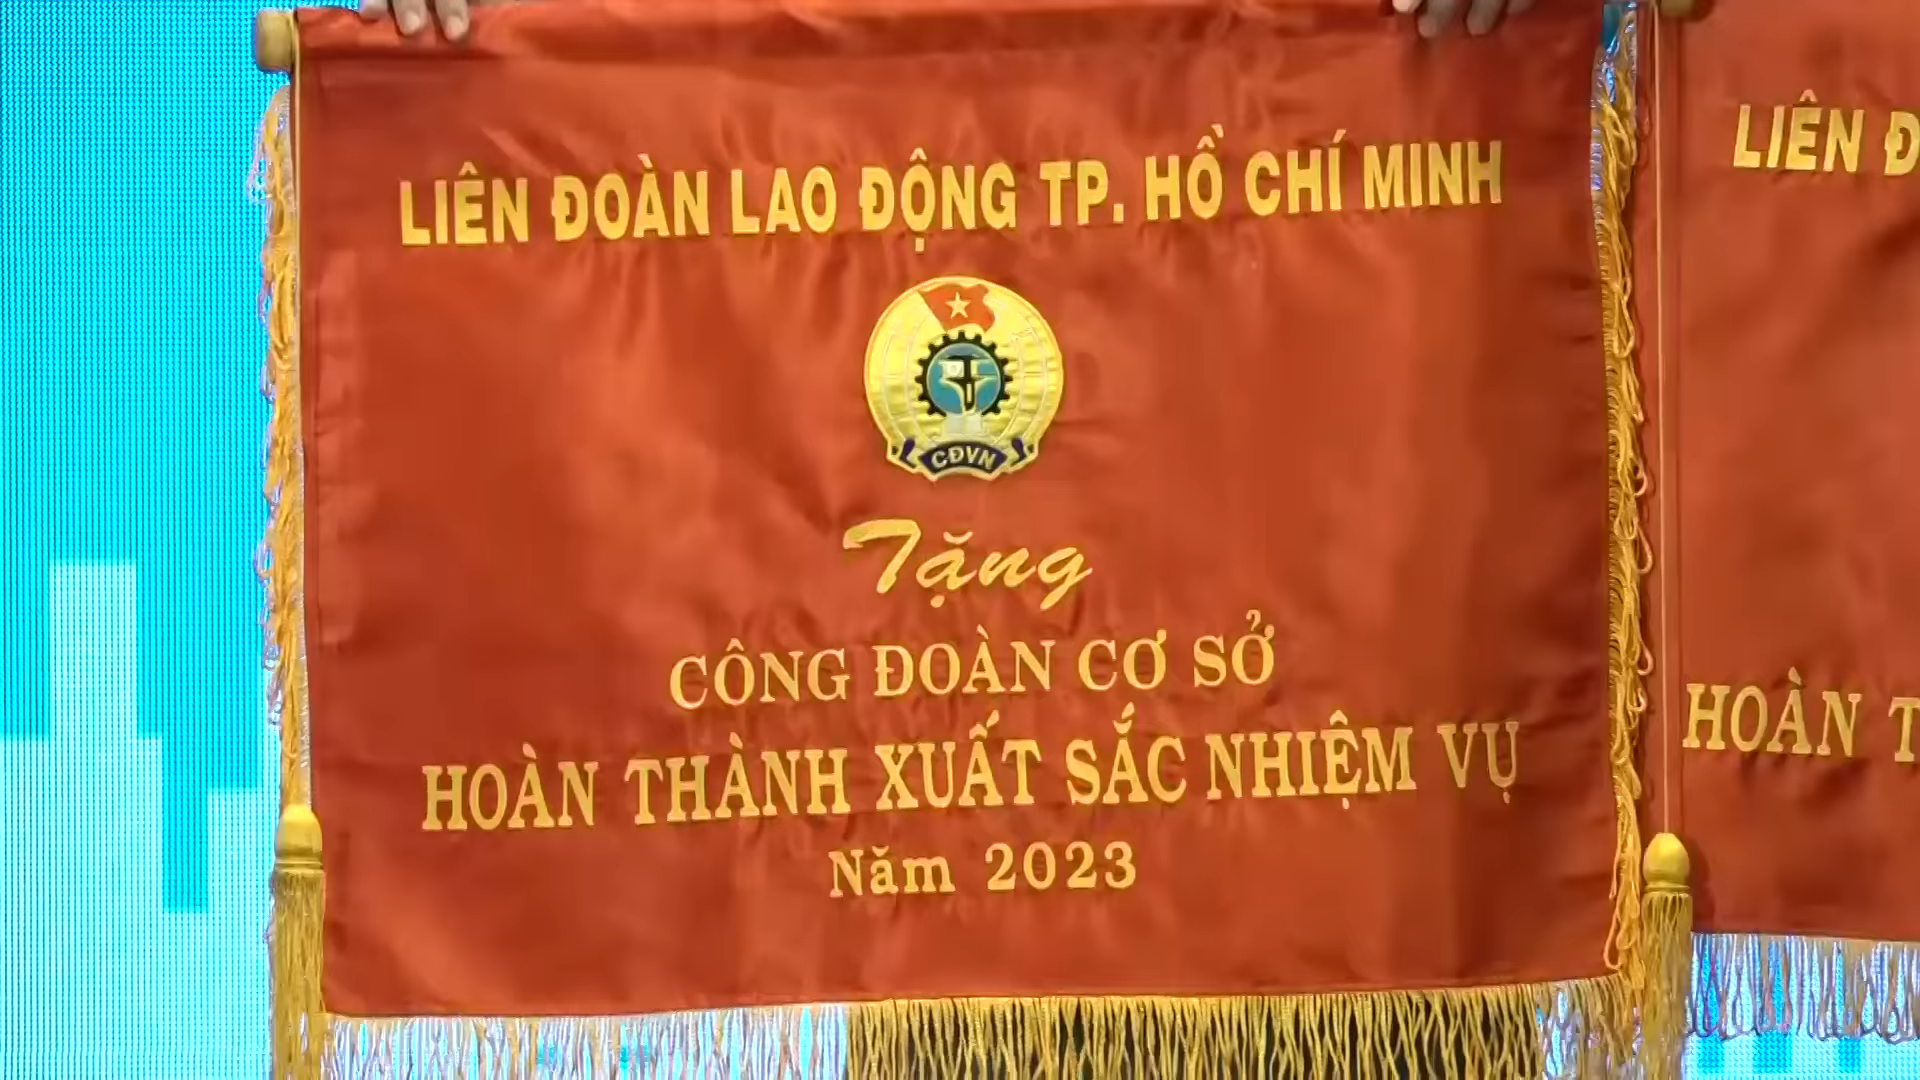 LIÊN ĐOÀN LAO ĐỘNG TP. HỒ CHÍ MINH
CĐVN
Tặng
CÔNG ĐOÀN CƠ SỞ
HOÀN THÀNH XUẤT SẮC NHIỆM VỤ
Năm 2023
LIÊN Đ
HOÀN T